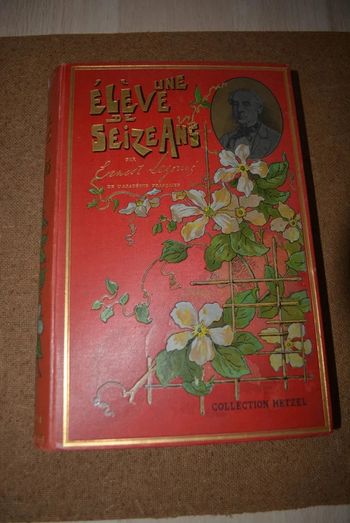 UNE
ÉLÈVE
DE
SEIZE ANS
PAR
Ernest Legouvé
DE L'ACADÉMIE FRANÇAISE
COLLECTION HETZEL